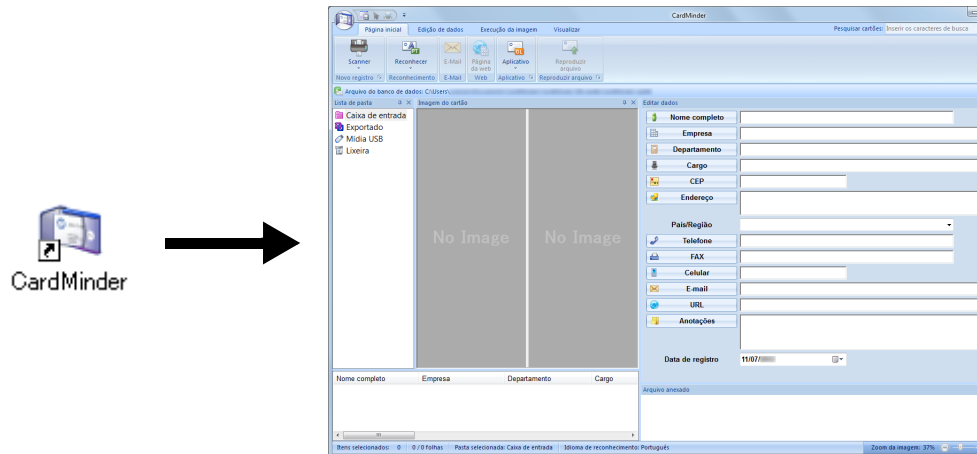 CardMinder
CardMinder
Página inicial Edição de dados Execução da imagem Visualizar Pesquisar cartões: Inserir os caracteres de busca
Scanner Reconhecer E-Mail Página da web Aplicativo Reproduzir arquivo
Novo registro Reconhecimento E-Mail Web Aplicativo Reproduzir arquivo
Arquivo do banco de dados: C:\Users\
Lista de pasta Imagem do cartão Editar dados
Caixa de entrada
Exportado
Mídia USB
Lixeira
No Image No Image
Nome completo
Empresa
Departamento
Cargo
CEP
Endereço
País/Região
Telefone
FAX
Celular
E-mail
URL
Anotações
Data de registro 11/07/
Nome completo Empresa Departamento Cargo
Arquivo anexado
Itens selecionados: 0 0 / 0 folhas Pasta selecionada: Caixa de entrada Idioma de reconhecimento: Português Zoom da imagem: 37%